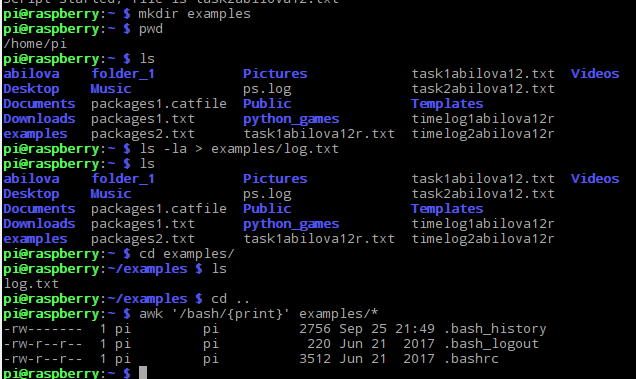 script started, file is task2abilova12r.txt
pi@raspberry:~ $ mkdir examples
pi@raspberry:~ $ pwd
/home/pi
pi@raspberry:~ $ ls
abilova    folder_1           Pictures             task1abilova12.txt  Videos
Desktop    Music              ps.log               task2abilova12.txt
Documents  packages1.catfile  Public               Templates
Downloads  packages1.txt      python_games         timelog1abilova12r
examples   packages2.txt      task1abilova12r.txt  timelog2abilova12r
pi@raspberry:~ $ ls -la > examples/log.txt
pi@raspberry:~ $ ls
abilova    folder_1           Pictures             task1abilova12.txt  Videos
Desktop    Music              ps.log               task2abilova12.txt
Documents  packages1.catfile  Public               Templates
Downloads  packages1.txt      python_games         timelog1abilova12r
examples   packages2.txt      task1abilova12r.txt  timelog2abilova12r
pi@raspberry:~ $ cd examples/
pi@raspberry:~/examples $ ls
log.txt
pi@raspberry:~/examples $ cd ..
pi@raspberry:~ $ awk '/bash/{print}' examples/*
-rw-------  1 pi         pi          2756 Sep 25 21:49 .bash_history
-rw-r--r--  1 pi         pi           220 Jun 21  2017 .bash_logout
-rw-r--r--  1 pi         pi          3512 Jun 21  2017 .bashrc
pi@raspberry:~ $